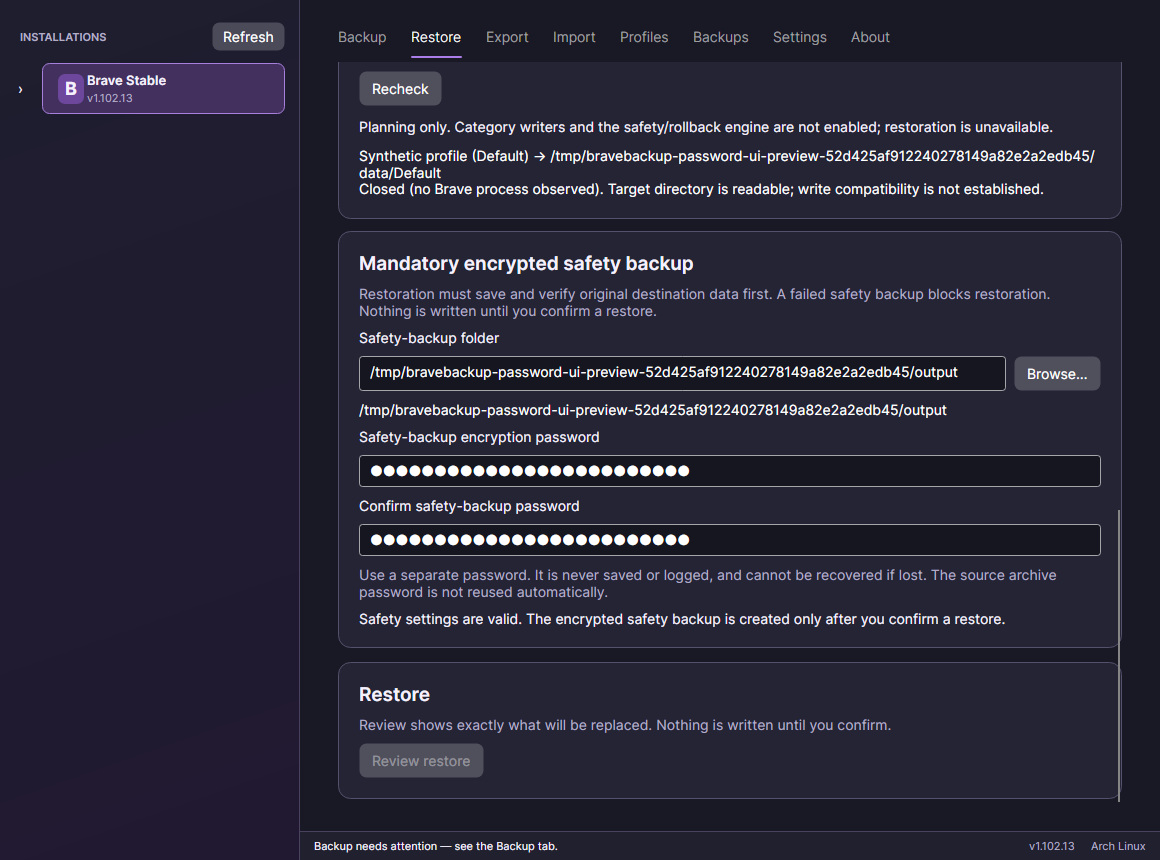 INSTALLATIONS
Refresh
›
B
Brave Stable
v1.102.13
Backup
Restore
Export
Import
Profiles
Backups
Settings
About
Recheck
Planning only. Category writers and the safety/rollback engine are not enabled; restoration is unavailable.
Synthetic profile (Default) → /tmp/bravebackup-password-ui-preview-52d425af912240278149a82e2a2edb45/
data/Default
Closed (no Brave process observed). Target directory is readable; write compatibility is not established.
Mandatory encrypted safety backup
Restoration must save and verify original destination data first. A failed safety backup blocks restoration.
Nothing is written until you confirm a restore.
Safety-backup folder
/tmp/bravebackup-password-ui-preview-52d425af912240278149a82e2a2edb45/output
Browse...
/tmp/bravebackup-password-ui-preview-52d425af912240278149a82e2a2edb45/output
Safety-backup encryption password
●●●●●●●●●●●●●●●●●●●●●●●●●
Confirm safety-backup password
●●●●●●●●●●●●●●●●●●●●●●●●●
Use a separate password. It is never saved or logged, and cannot be recovered if lost. The source archive
password is not reused automatically.
Safety settings are valid. The encrypted safety backup is created only after you confirm a restore.
Restore
Review shows exactly what will be replaced. Nothing is written until you confirm.
Review restore
Backup needs attention — see the Backup tab.
v1.102.13
Arch Linux